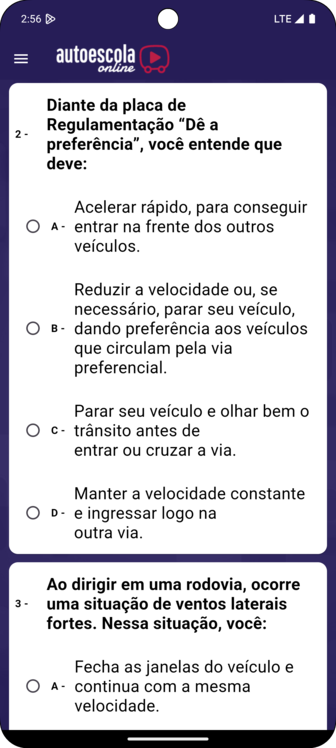 2:56
LTE
autoescola
online
Diante da placa de
2 - Regulamentação “Dê a
preferência”, você entende que
deve:
Acelerar rápido, para conseguir
A - entrar na frente dos outros
veículos.
Reduzir a velocidade ou, se
necessário, parar seu veículo,
B - dando preferência aos veículos
que circulam pela via
preferencial.
Parar seu veículo e olhar bem o
C - trânsito antes de
entrar ou cruzar a via.
Manter a velocidade constante
D - e ingressar logo na
outra via.
Ao dirigir em uma rodovia, ocorre
3 - uma situação de ventos laterais
fortes. Nessa situação, você:
Fecha as janelas do veículo e
A - continua com a mesma
velocidade.